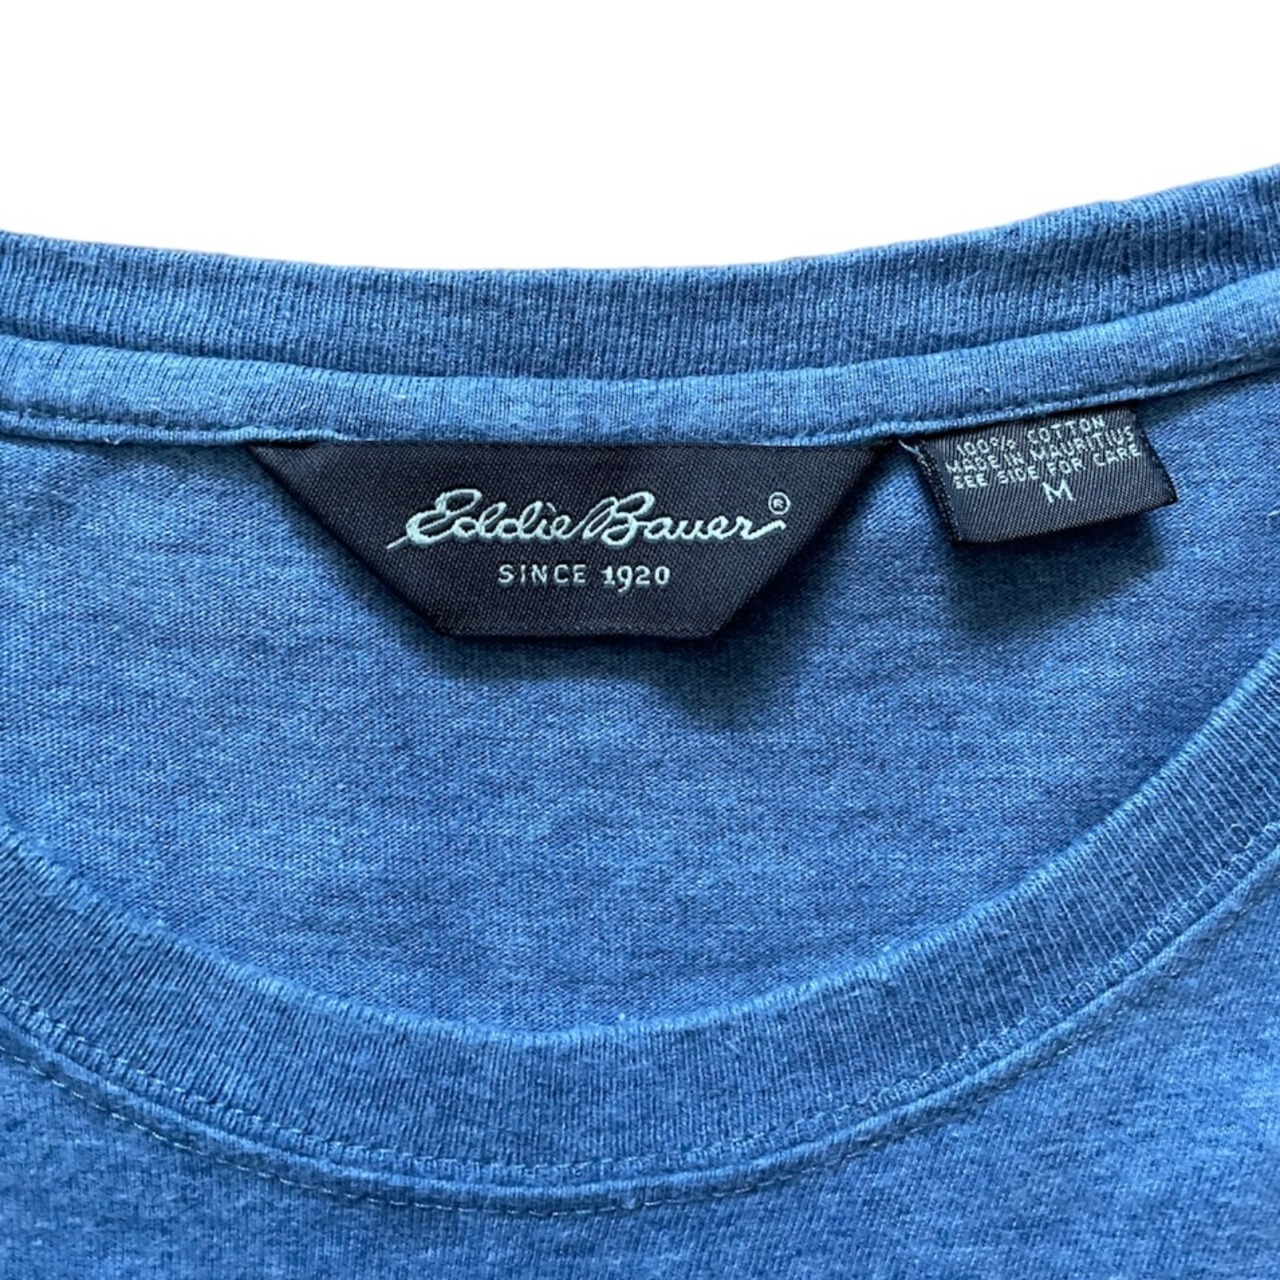 Eddie Bauer®
SINCE 1920
100% COTTON
MADE IN MAURITIUS
SEE SIDE FOR CARE
M